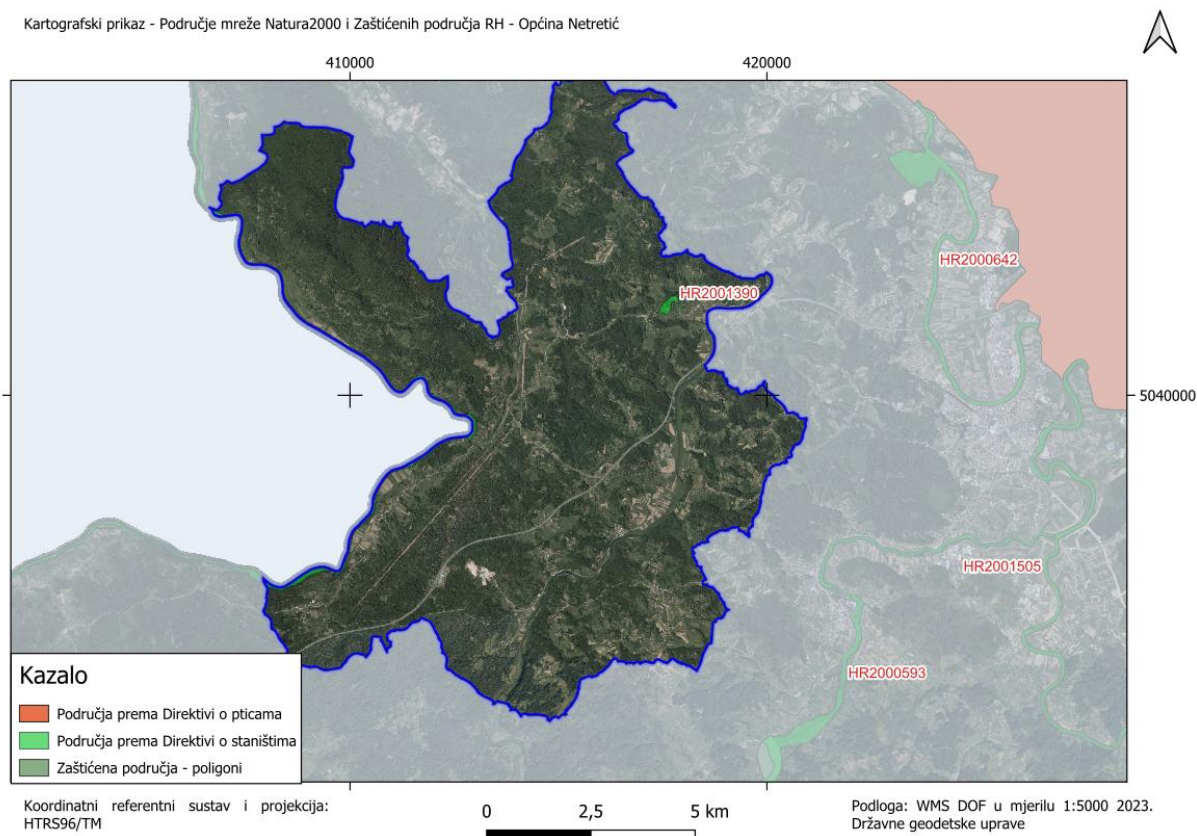 Kartografski prikaz - Područje mreže Natura2000 i Zaštićenih područja RH - Općina Netretić
410000
420000
HR2000642
HR2001390
5040000
HR2001505
HR2000593
Kazalo
Područja prema Direktivi o pticama
Područja prema Direktivi o staništima
Zaštićena područja - poligoni
Koordinatni referentni sustav i projekcija:
HTRS96/TM
0 2,5 5 km
Podloga: WMS DOF u mjerilu 1:5000 2023.
Državne geodetske uprave